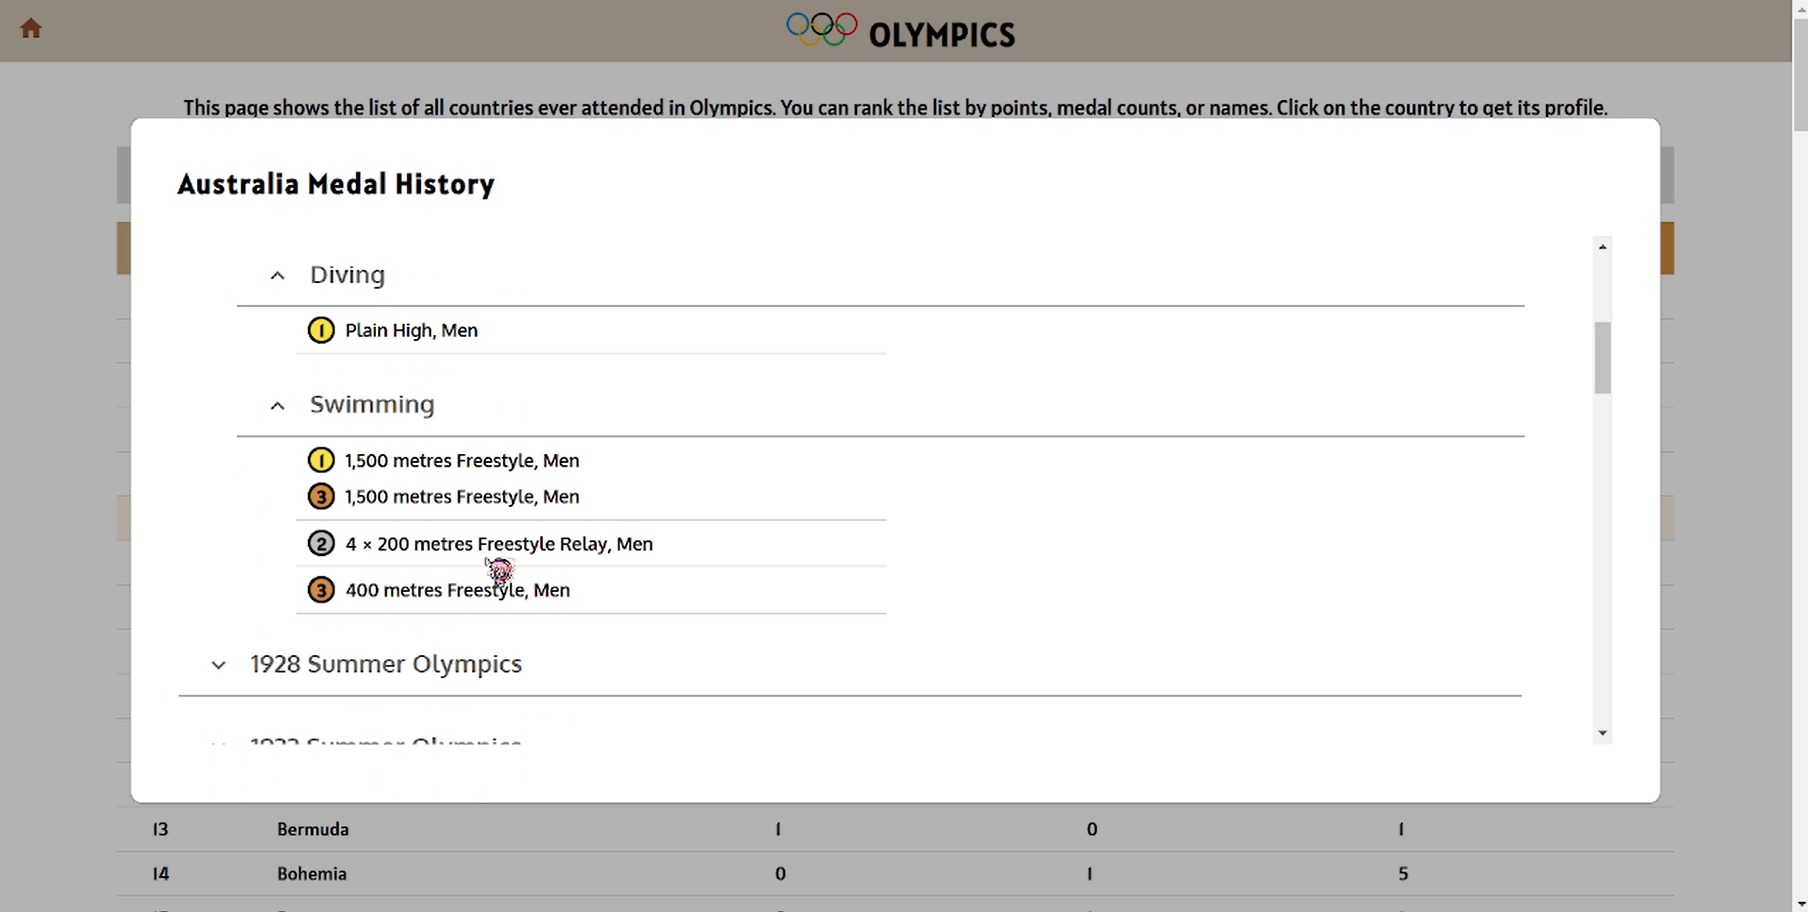 OLYMPICS
This page shows the list of all countries ever attended in Olympics. You can rank the list by points, medal counts, or names. Click on the country to get its profile.
Australia Medal History
Diving
1 Plain High, Men
Swimming
1 1,500 metres Freestyle, Men
3 1,500 metres Freestyle, Men
2 4 × 200 metres Freestyle Relay, Men
3 400 metres Freestyle, Men
1928 Summer Olympics
Summer Olympics
13 Bermuda 1 0 1
14 Bohemia 0 1 5